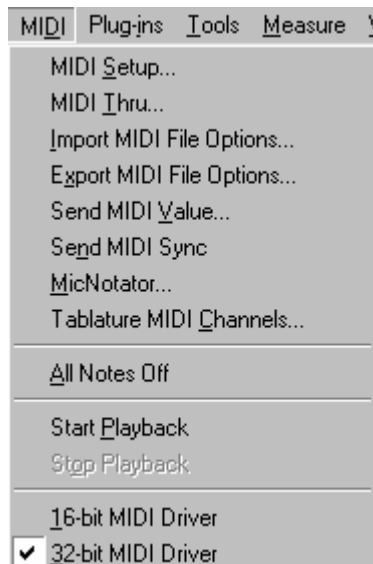 MIDI Plug-ins Tools Measure
MIDI Setup...
MIDI Thru...
Import MIDI File Options...
Export MIDI File Options...
Send MIDI Value...
Send MIDI Sync
MicNotator...
Tablature MIDI Channels...
All Notes Off
Start Playback
Stop Playback
16-bit MIDI Driver
32-bit MIDI Driver